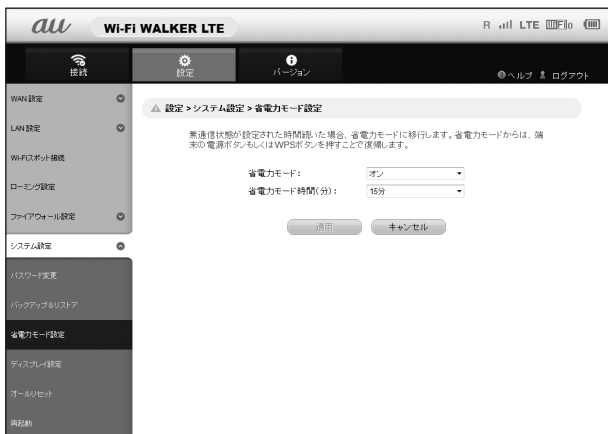 au Wi-Fi WALKER LTE
R LTE
接続
設定
バージョン
ヘルプ ログアウト
WAN設定
LAN設定
Wi-Fiスポット接続
ローミング設定
ファイアウォール設定
システム設定
パスワード変更
バックアップ&リストア
省電力モード設定
ディスプレイ設定
オールリセット
再起動
設定 > システム設定 > 省電力モード設定
無通信状態が設定された時間続いた場合、省電力モードに移行します。省電力モードからは、端
末の電源ボタンもしくはWPSボタンを押すことで復帰します。
省電力モード: オン
省電力モード時間(分): 15分
適用 キャンセル